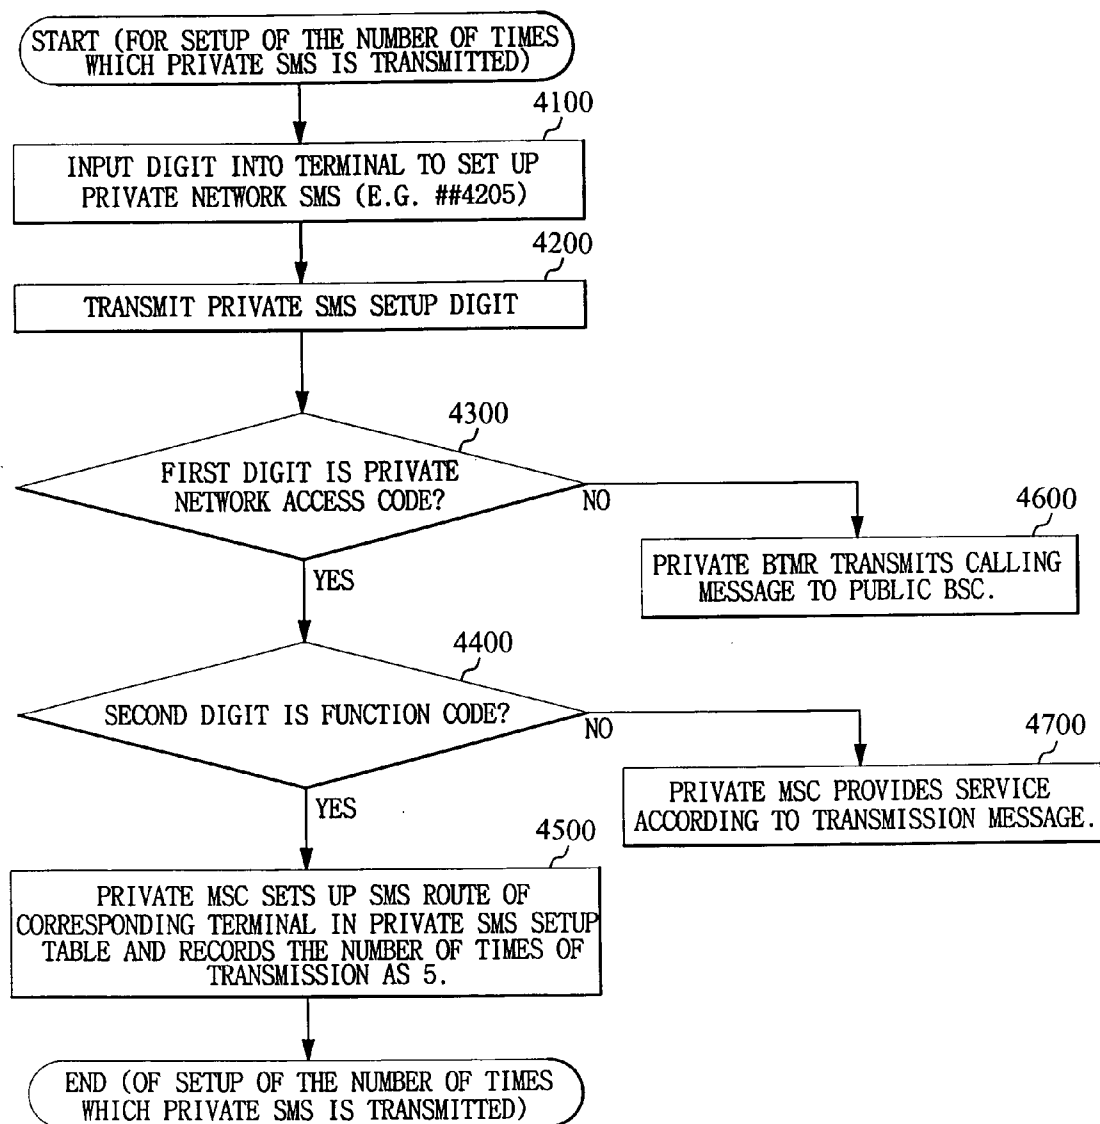 START (FOR SETUP OF THE NUMBER OF TIMES
WHICH PRIVATE SMS IS TRANSMITTED)
4100
INPUT DIGIT INTO TERMINAL TO SET UP
PRIVATE NETWORK SMS (E.G. ##4205)
4200
TRANSMIT PRIVATE SMS SETUP DIGIT
4300
FIRST DIGIT IS PRIVATE
NETWORK ACCESS CODE?
NO
4600
PRIVATE BTMR TRANSMITS CALLING
MESSAGE TO PUBLIC BSC.
YES
4400
SECOND DIGIT IS FUNCTION CODE?
NO
4700
PRIVATE MSC PROVIDES SERVICE
ACCORDING TO TRANSMISSION MESSAGE.
YES
4500
PRIVATE MSC SETS UP SMS ROUTE OF
CORRESPONDING TERMINAL IN PRIVATE SMS SETUP
TABLE AND RECORDS THE NUMBER OF TIMES OF
TRANSMISSION AS 5.
END (OF SETUP OF THE NUMBER OF TIMES
WHICH PRIVATE SMS IS TRANSMITTED)